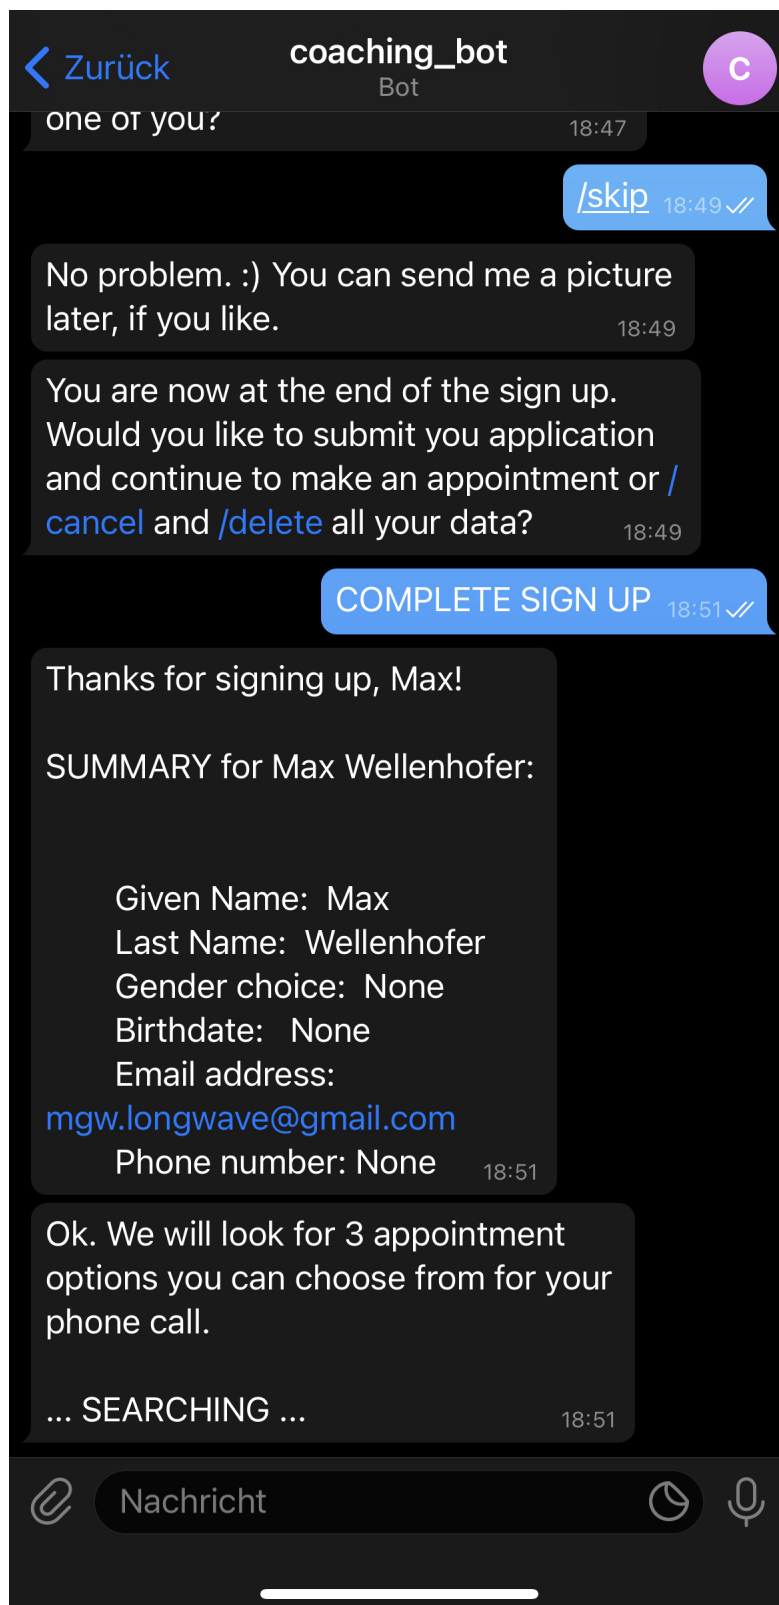 Zurück
coaching_bot
C
Bot
one of you?
18:47
/skip 18:49
No problem. :) You can send me a picture
later, if you like.
18:49
You are now at the end of the sign up.
Would you like to submit you application
and continue to make an appointment or /
cancel and /delete all your data?
18:49
COMPLETE SIGN UP 18:51
Thanks for signing up, Max!
SUMMARY for Max Wellenhofer:
Given Name: Max
Last Name: Wellenhofer
Gender choice: None
Birthdate: None
Email address:
mgw.longwave@gmail.com
Phone number: None
18:51
Ok. We will look for 3 appointment
options you can choose from for your
phone call.
... SEARCHING ...
18:51
Nachricht